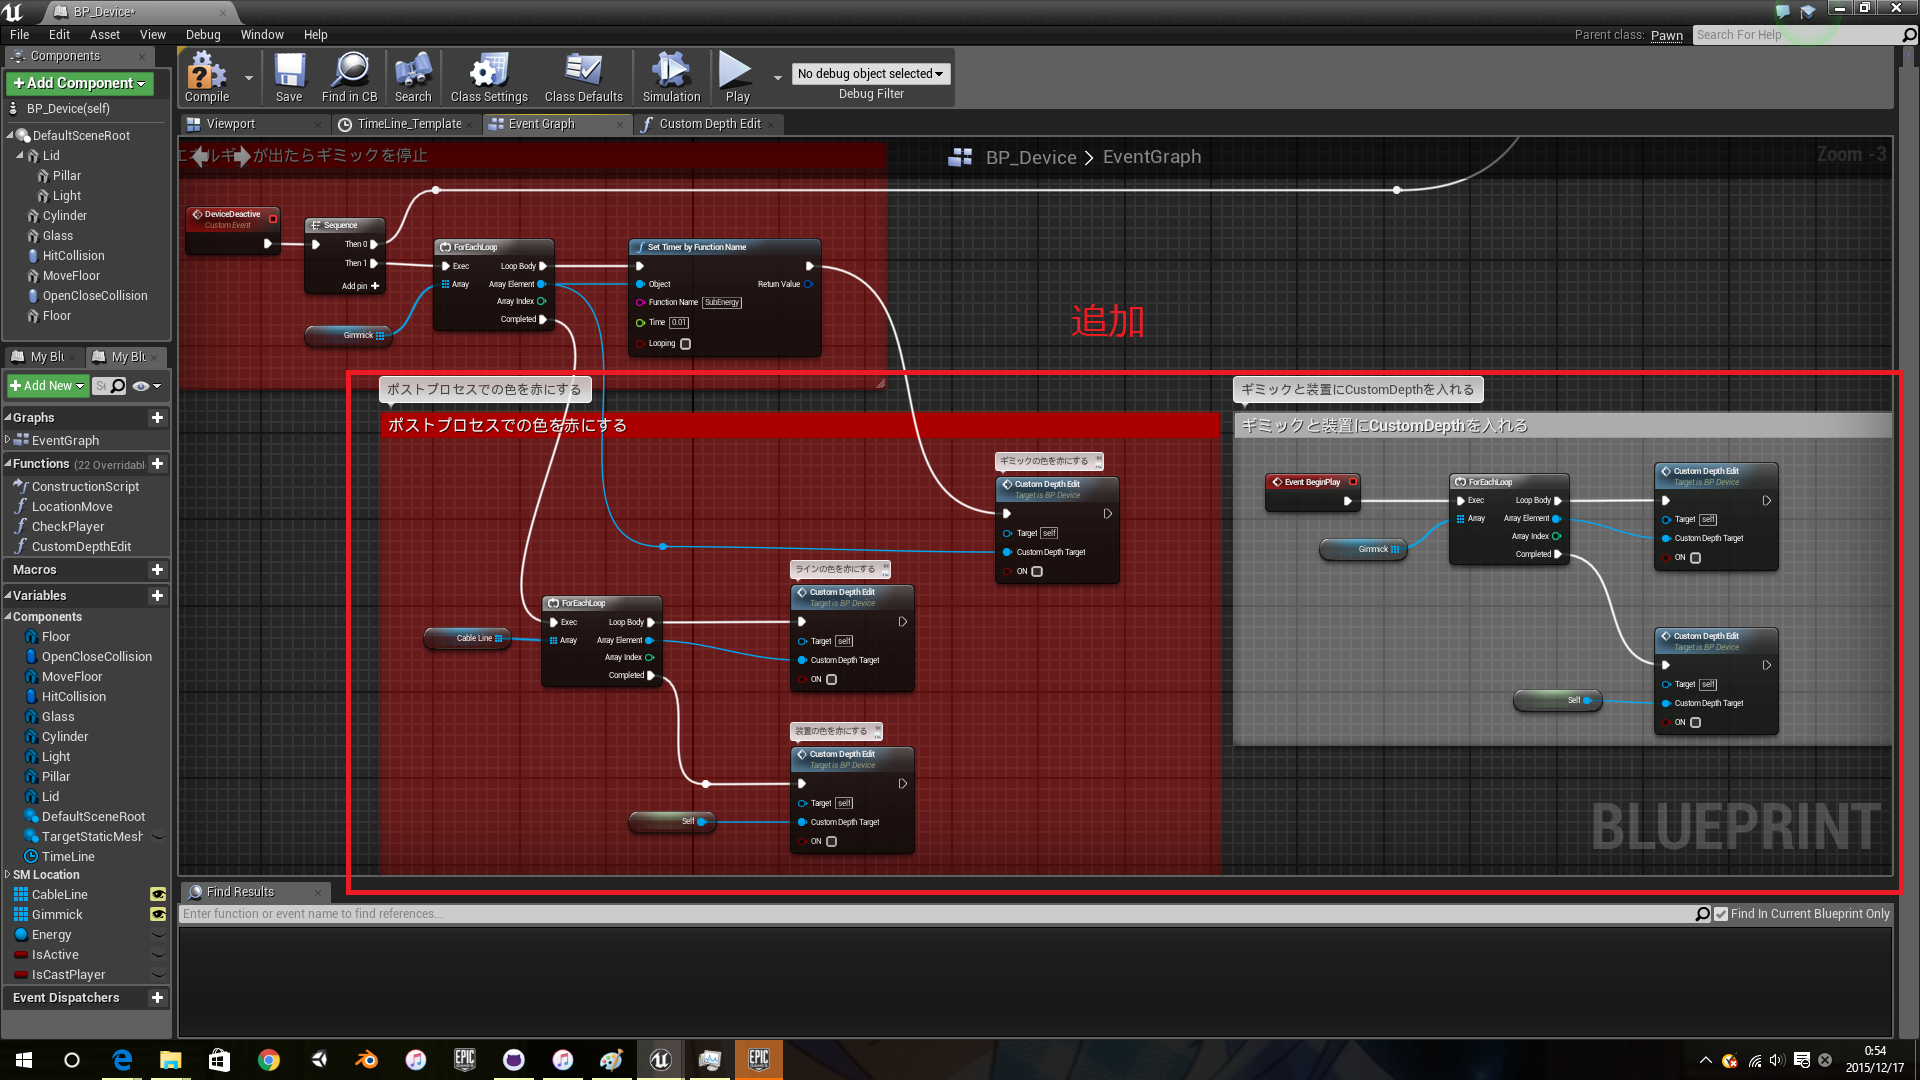 BP_Device*
File Edit Asset View Debug Window Help
Parent class: Pawn
Search For Help
Components
+Add Component
BP_Device(self)
DefaultSceneRoot
Lid
Pillar
Light
Cylinder
Glass
HitCollision
MoveFloor
OpenCloseCollision
Floor
Compile
Save
Find in CB
Search
Class Settings
Class Defaults
Simulation
Play
No debug object selected
Debug Filter
Viewport
TimeLine_Template
Event Graph
Custom Depth Edit
BP_Device > EventGraph
Zoom -3
が出たらギミックを停止
DeviceDeactive
Custom Event
Sequence
Then 0
Then 1
Add pin +
Gimmick
ForEachLoop
Exec
Loop Body
Array
Array Element
Array Index
Completed
Set Timer by Function Name
Object
Return Value
Function Name SubEnergy
Time 0.01
Looping
追加
ポストプロセスでの色を赤にする
ポストプロセスでの色を赤にする
ギミックの色を赤にする
Custom Depth Edit
Target is BP Device
Target self
Custom Depth Target
ON
Cable Line
ForEachLoop
Exec
Loop Body
Array
Array Element
Array Index
Completed
ラインの色を赤にする
Custom Depth Edit
Target is BP Device
Target self
Custom Depth Target
ON
装置の色を赤にする
Custom Depth Edit
Target is BP Device
Target self
Self
Custom Depth Target
ON
ギミックと装置にCustomDepthを入れる
ギミックと装置にCustomDepthを入れる
Event BeginPlay
Gimmick
ForEachLoop
Exec
Loop Body
Array
Array Element
Array Index
Completed
Custom Depth Edit
Target is BP Device
Target self
Custom Depth Target
ON
Custom Depth Edit
Target is BP Device
Target self
Self
Custom Depth Target
ON
BLUEPRINT
My Blu
My Blu
+Add New
Se
Graphs
EventGraph
Functions (22 Overridabl
ConstructionScript
LocationMove
CheckPlayer
CustomDepthEdit
Macros
Variables
Components
Floor
OpenCloseCollision
MoveFloor
HitCollision
Glass
Cylinder
Light
Pillar
Lid
DefaultSceneRoot
TargetStaticMesh
TimeLine
SM Location
CableLine
Gimmick
Energy
IsActive
IsCastPlayer
Event Dispatchers
Find Results
Enter function or event name to find references...
Find In Current Blueprint Only
EPIC
EPIC
0:54
2015/12/17